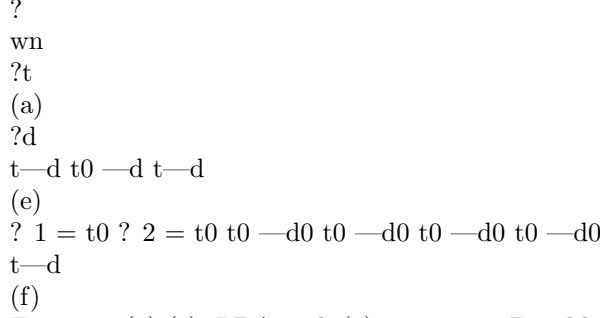 ?
wn
?t
(a)
?d
t—d t0 —d t—d
(e)
? 1 = t0 ? 2 = t0 t0 —d0 t0 —d0 t0 —d0 t0 —d0
t—d
(f)